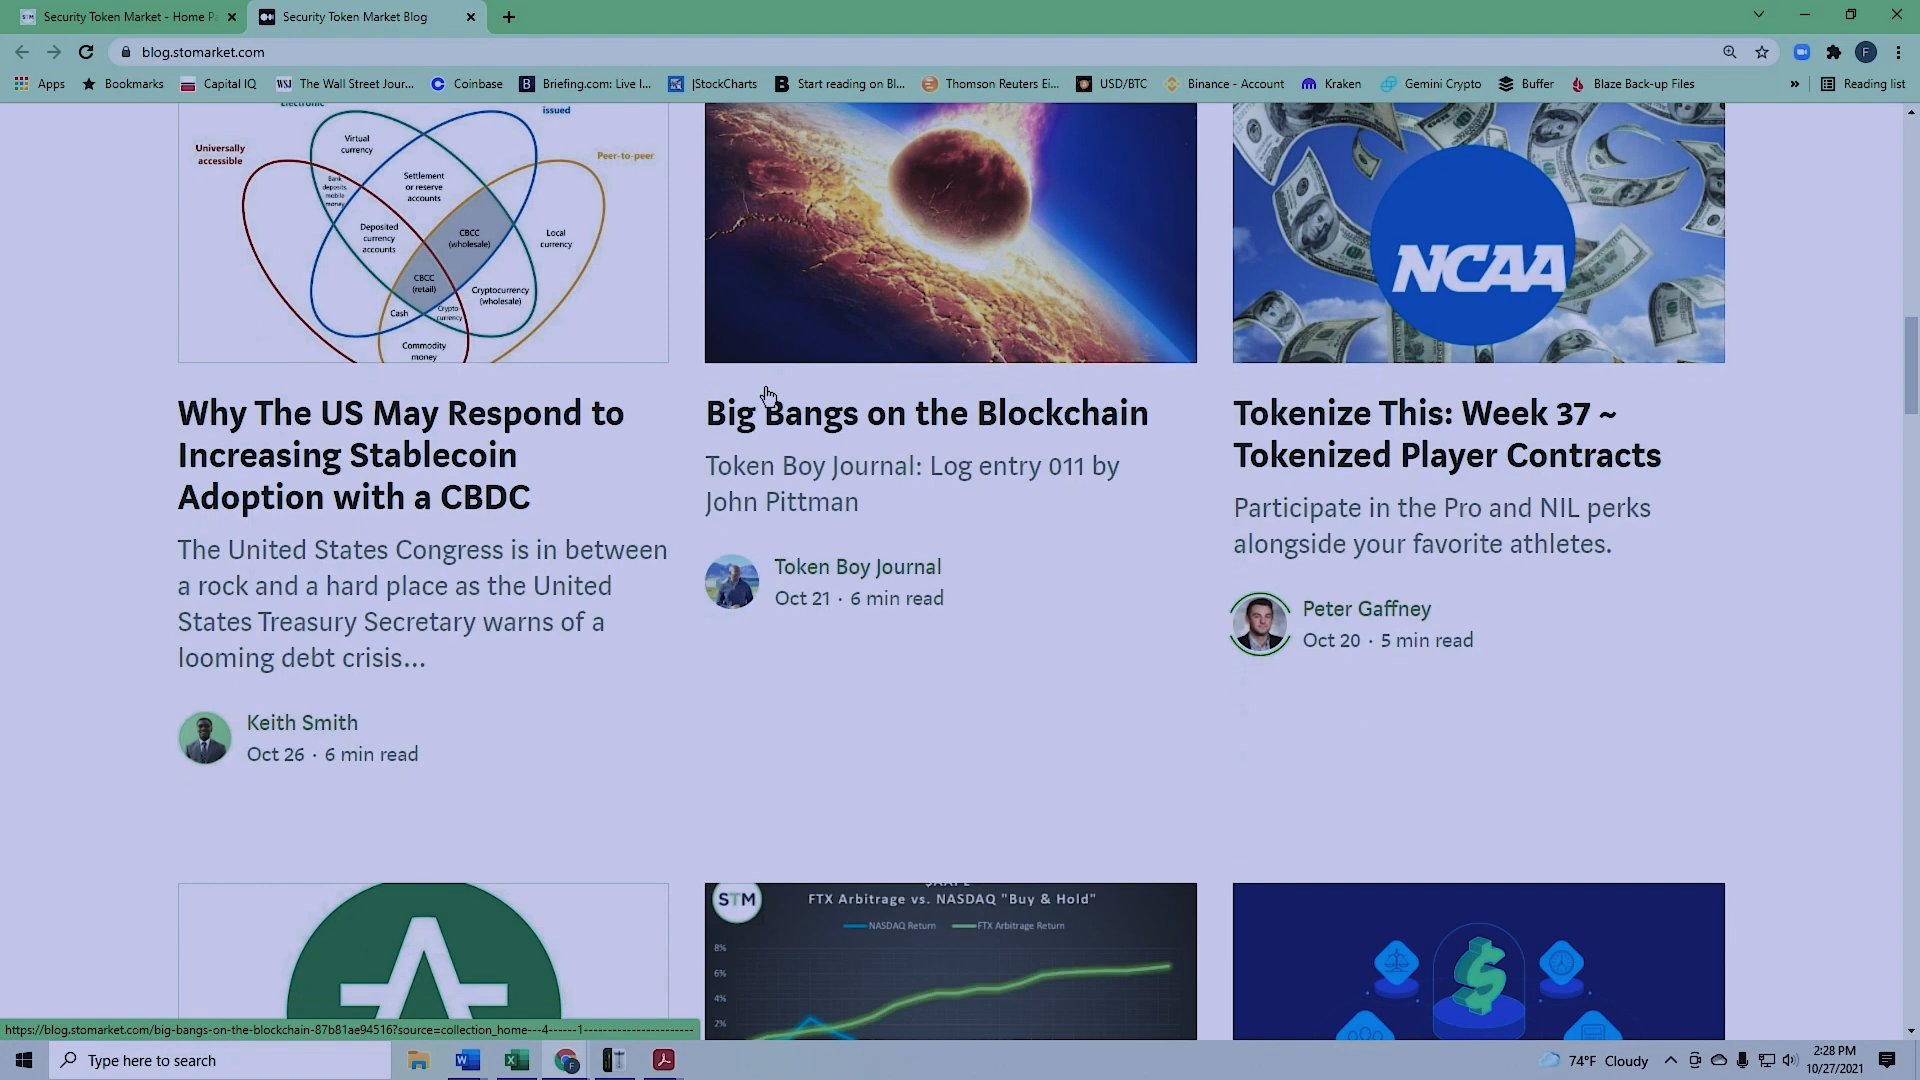 Security Token Market - Home Pa
Security Token Market Blog
blog.stomarket.com
F
Apps
Bookmarks
Capital IQ
WSJ The Wall Street Jour...
Coinbase
B Briefing.com: Live I...
|StockCharts
B Start reading on Bl...
Thomson Reuters Ei...
USD/BTC
Binance - Account
Kraken
Gemini Crypto
Buffer
Blaze Back-up Files
»
Reading list
Electronic
issued
Universally
accessible
Peer-to-peer
Virtual
currency
Bank
deposits,
mobile
money
Settlement
or reserve
accounts
Deposited
currency
accounts
CBCC
(wholesale)
Local
currency
CBCC
(retail)
Cryptocurrency
(wholesale)
Cash
Crypto-
currency
Commodity
money
NCAA
Why The US May Respond to
Increasing Stablecoin
Adoption with a CBDC
The United States Congress is in between
a rock and a hard place as the United
States Treasury Secretary warns of a
looming debt crisis...
Keith Smith
Oct 26 · 6 min read
Big Bangs on the Blockchain
Token Boy Journal: Log entry 011 by
John Pittman
Token Boy Journal
Oct 21 · 6 min read
Tokenize This: Week 37 ~
Tokenized Player Contracts
Participate in the Pro and NIL perks
alongside your favorite athletes.
Peter Gaffney
Oct 20 · 5 min read
STM
FTX Arbitrage vs. NASDAQ "Buy & Hold"
NASDAQ Return
FTX Arbitrage Return
8%
6%
4%
2%
$
https://blog.stomarket.com/big-bangs-on-the-blockchain-87b81ae94516?source=collection_home---4------1-----------------------
Type here to search
74°F Cloudy
2:28 PM
10/27/2021